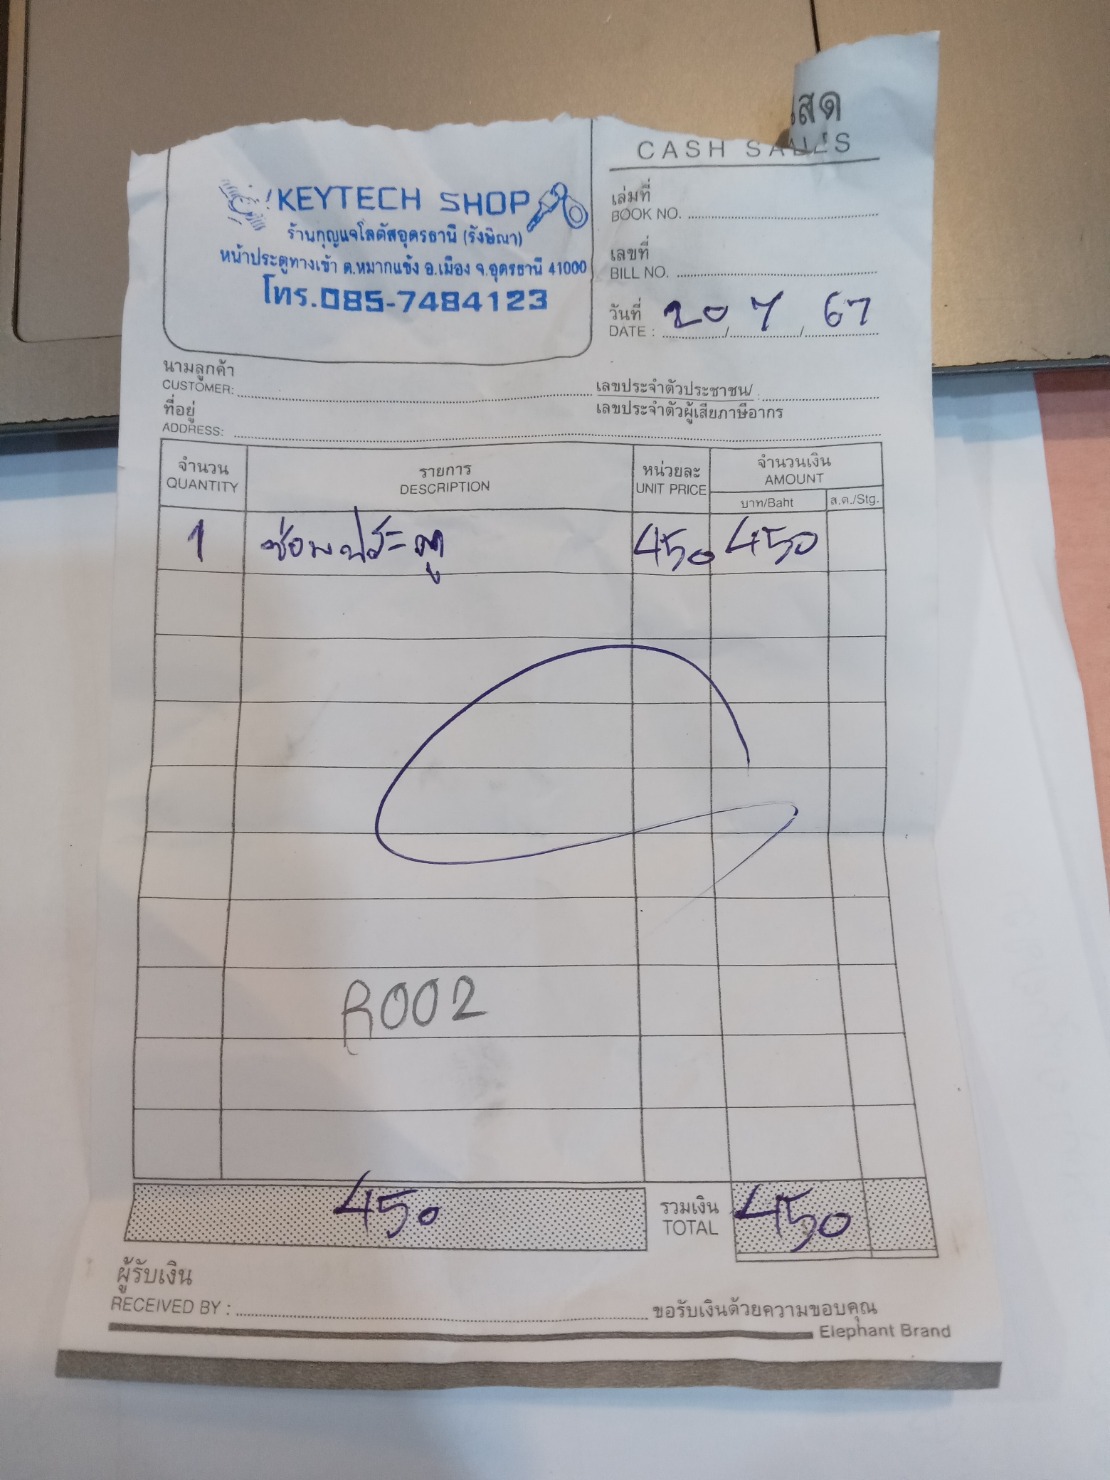 สด
CASH SALES
KEYTECH SHOP
ร้านกุญแจโลตัสอุดรธานี (รังษิณา)
หน้าประตูทางเข้า ต.หมากแข้ง อ.เมือง จ.อุดรธานี 41000
โทร.085-7484123
เล่มที่
BOOK NO.
เลขที่
BILL NO.
วันที่
DATE : 20 / 7 / 67
นามลูกค้า
CUSTOMER:
เลขประจำตัวประชาชน/
เลขประจำตัวผู้เสียภาษีอากร
ที่อยู่
ADDRESS:
จำนวน รายการ หน่วยละ จำนวนเงิน
QUANTITY DESCRIPTION UNIT PRICE AMOUNT
บาท/Baht ส.ต./Stg.
1 ซ่อมประตู 450 450
R002
450 รวมเงิน 450
TOTAL
ผู้รับเงิน
RECEIVED BY : ขอรับเงินด้วยความขอบคุณ
Elephant Brand